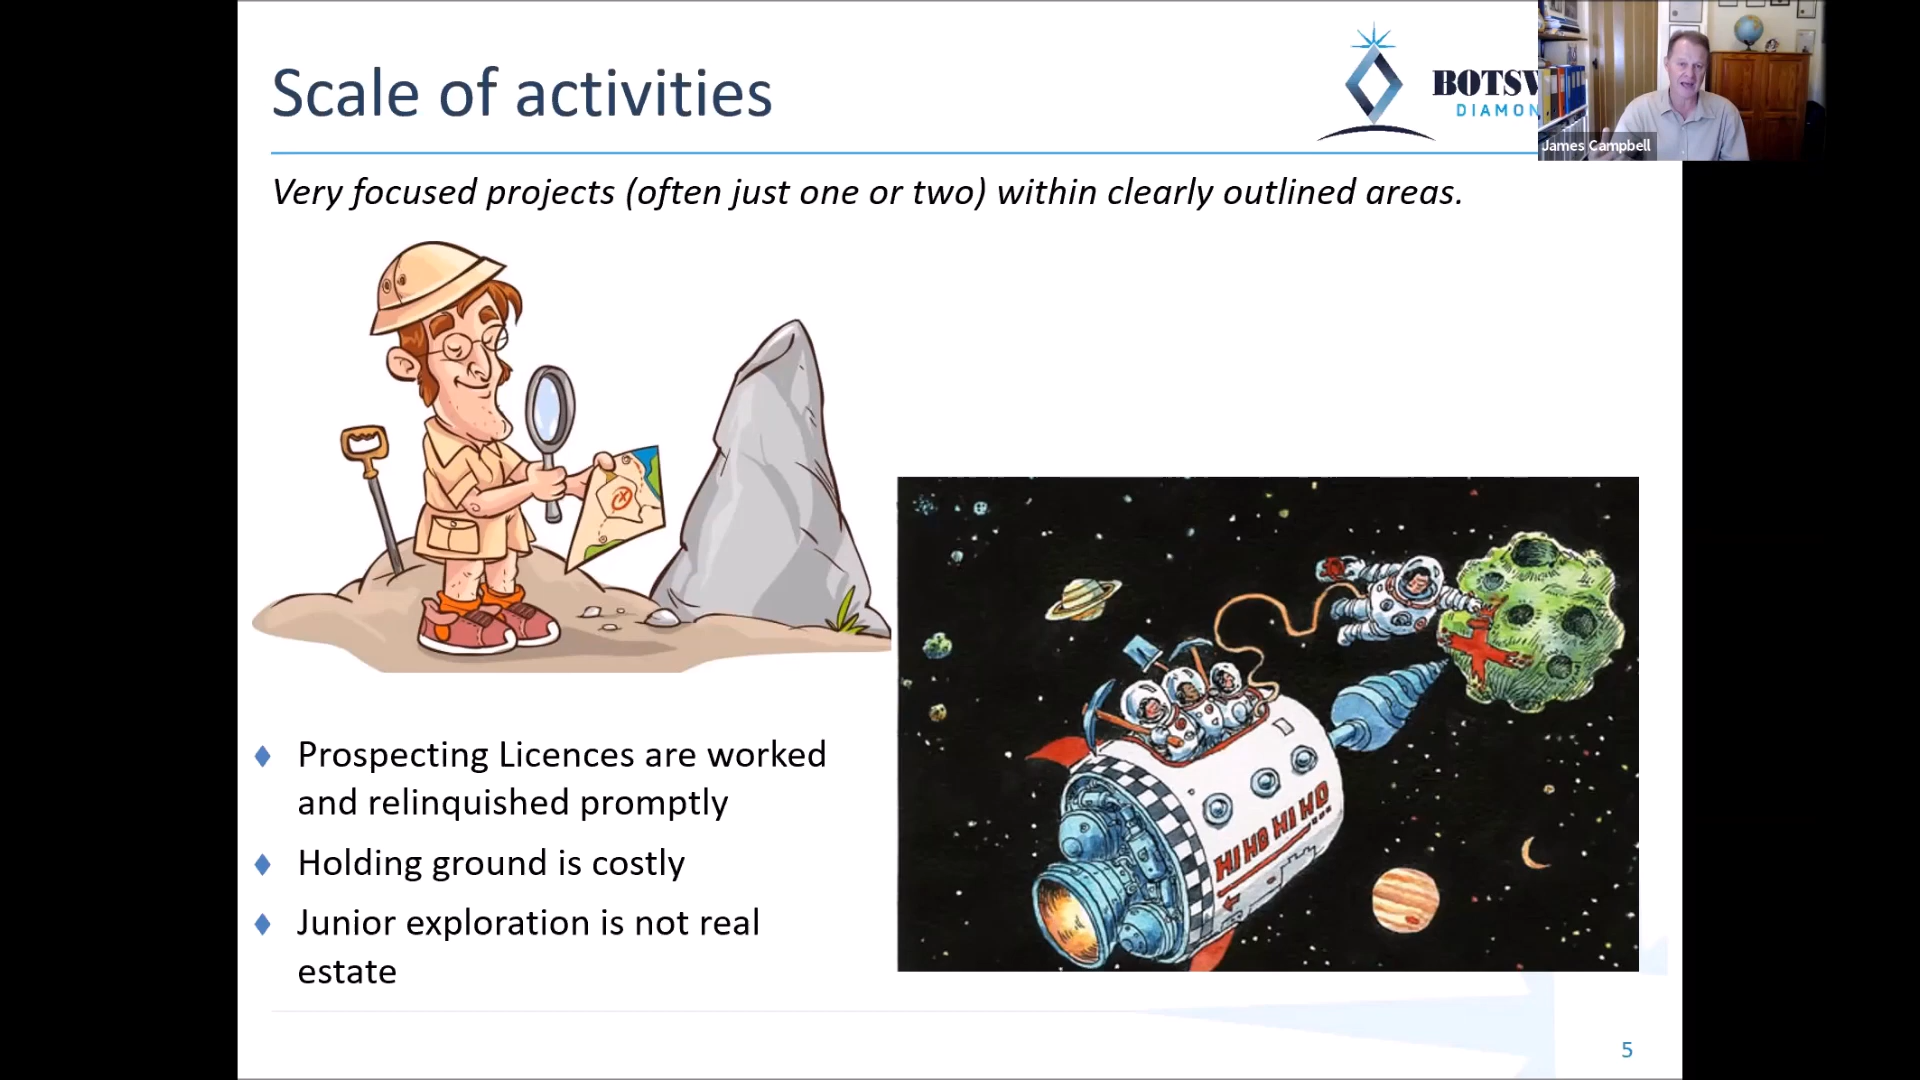 Scale of activities
DIAMON
James Campbell
Very focused projects (often just one or two) within clearly outlined areas.
HI HO HI HO
Prospecting Licences are worked
and relinquished promptly
Holding ground is costly
Junior exploration is not real
estate
5